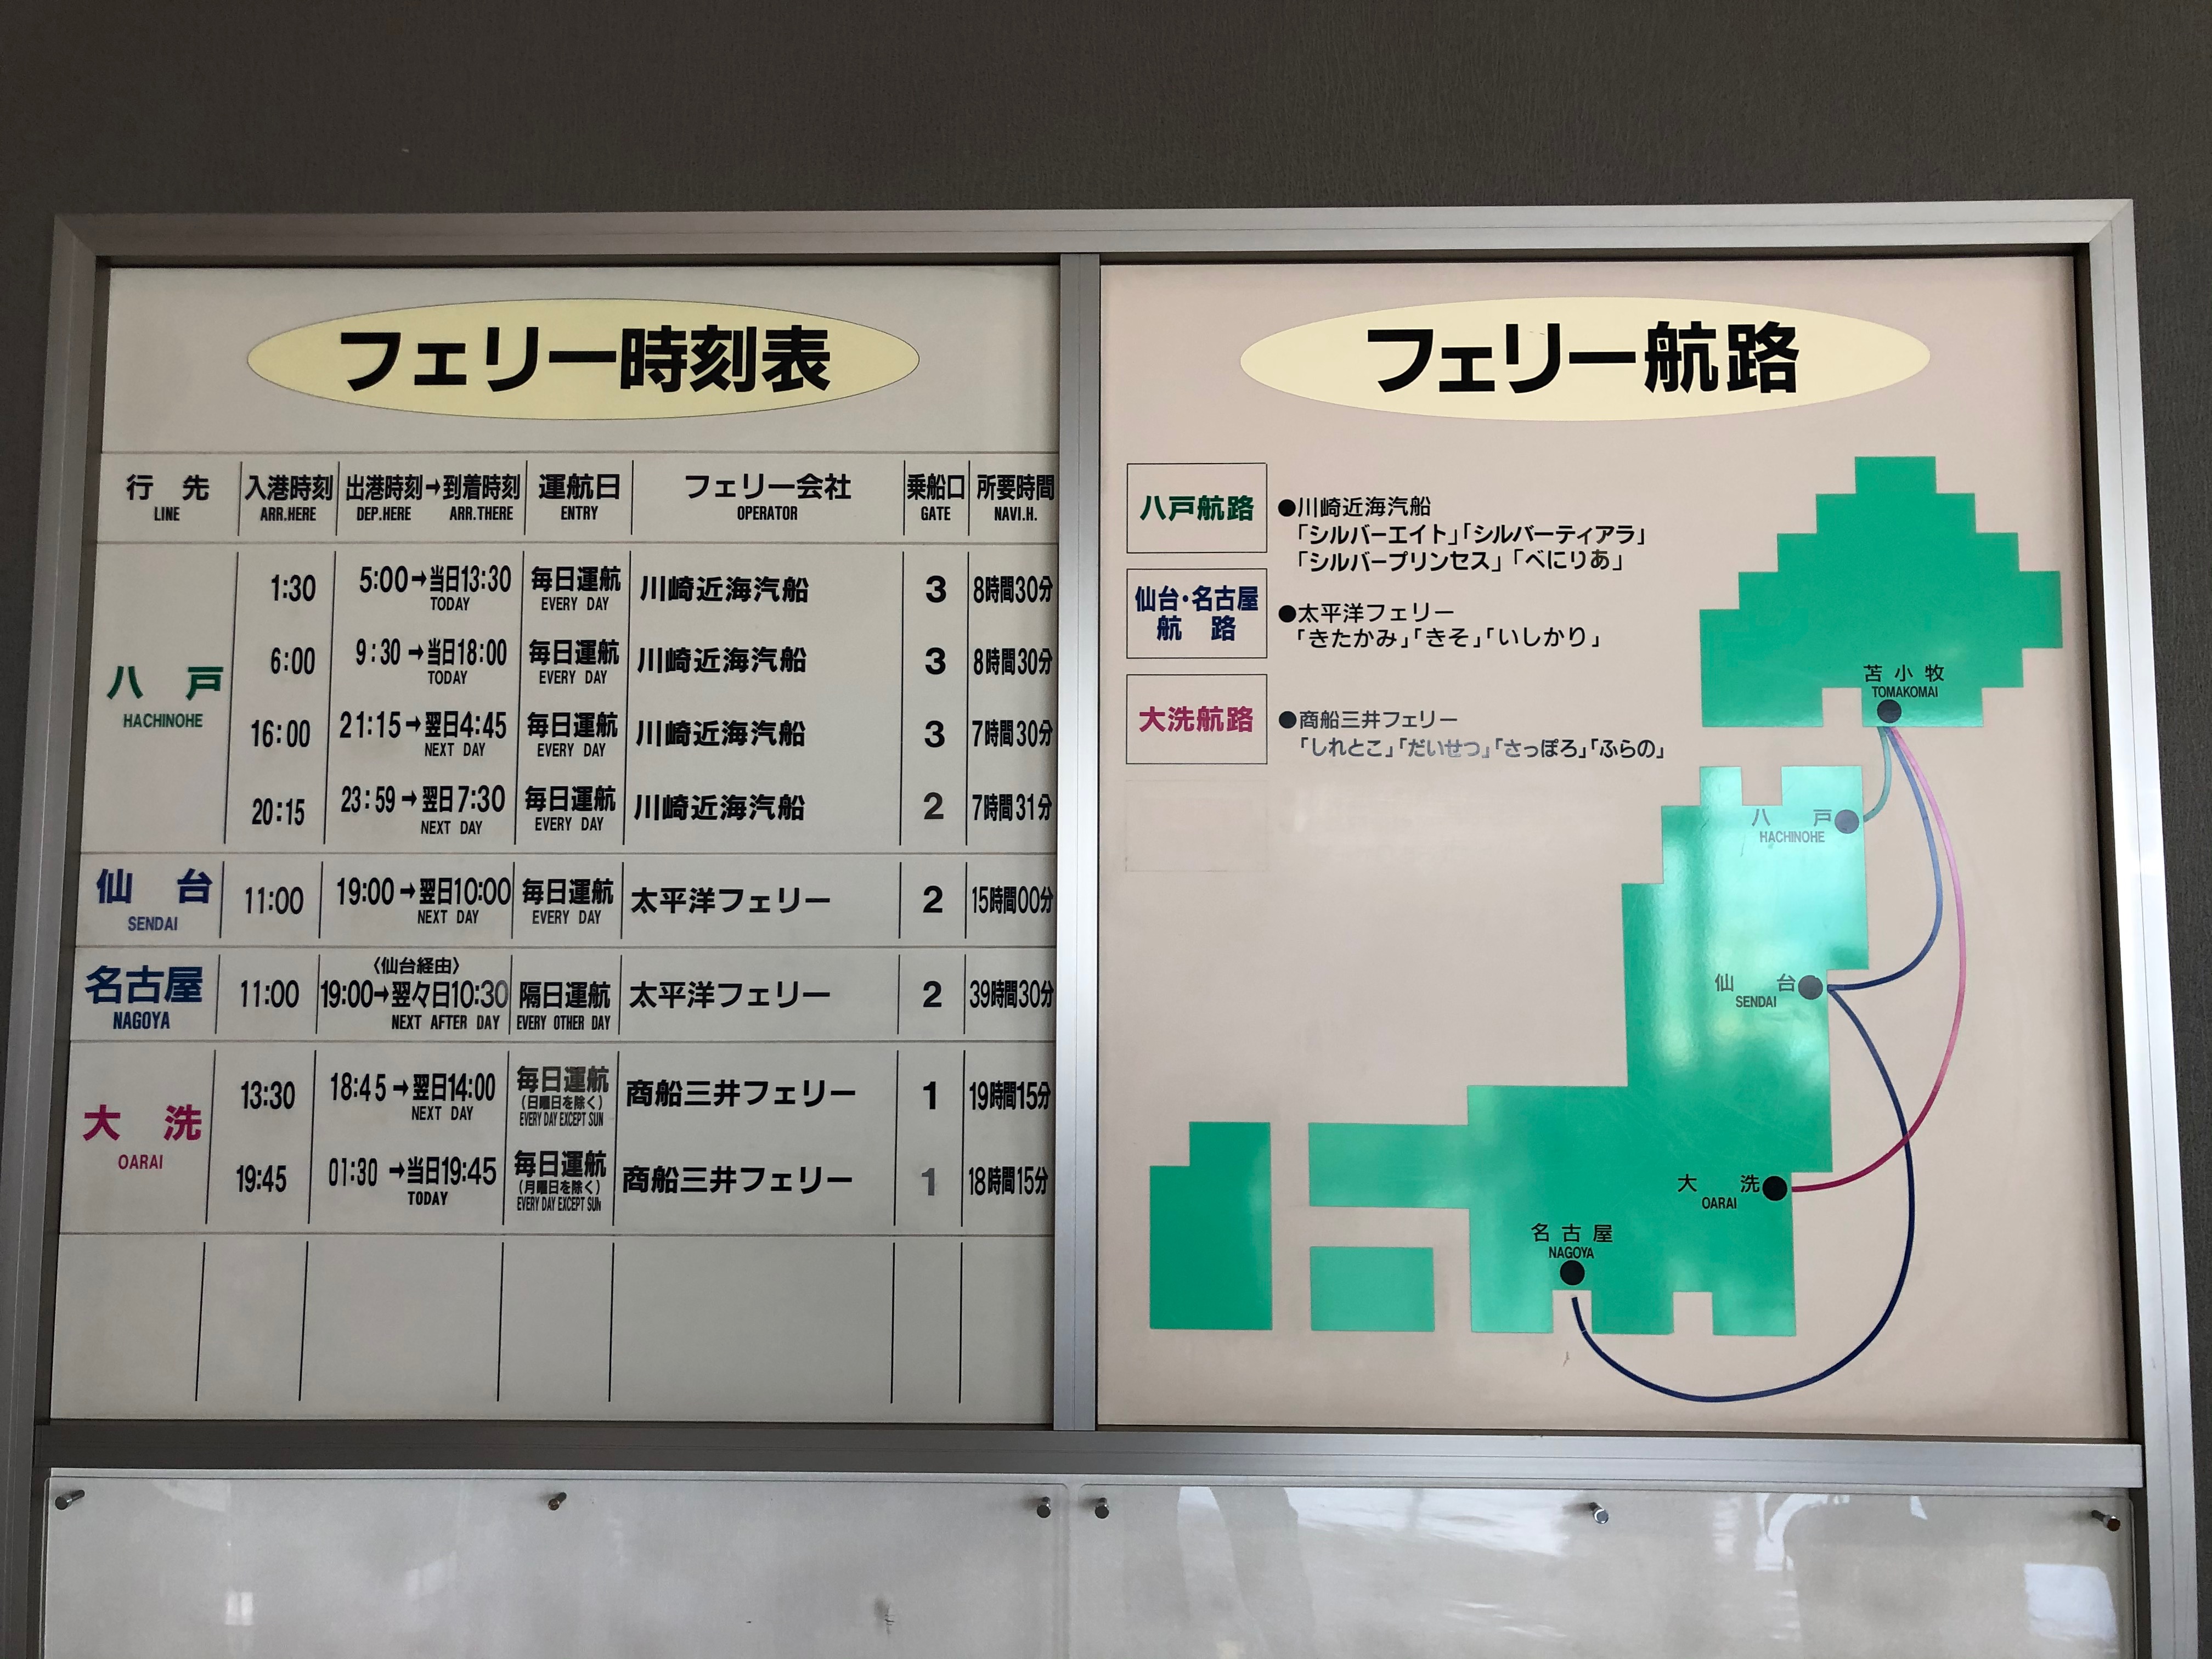 フェリー時刻表
行先 入港時刻 出港時刻→到着時刻 運航日 フェリー会社 乗船口 所要時間
LINE ARR.HERE DEP.HERE ARR.THERE ENTRY OPERATOR GATE NAVI.H.
八戸
HACHINOHE
1:30 5:00→当日13:30 毎日運航 川崎近海汽船 3 8時間30分
TODAY EVERY DAY
6:00 9:30→当日18:00 毎日運航 川崎近海汽船 3 8時間30分
TODAY EVERY DAY
16:00 21:15→翌日4:45 毎日運航 川崎近海汽船 3 7時間30分
NEXT DAY EVERY DAY
20:15 23:59→翌日7:30 毎日運航 川崎近海汽船 2 7時間31分
NEXT DAY EVERY DAY
仙台 11:00 19:00→翌日10:00 毎日運航 太平洋フェリー 2 15時間00分
SENDAI NEXT DAY EVERY DAY
〈仙台経由〉
名古屋 11:00 19:00→翌々日10:30 隔日運航 太平洋フェリー 2 39時間30分
NAGOYA NEXT AFTER DAY EVERY OTHER DAY
大洗
OARAI
13:30 18:45→翌日14:00 毎日運航 商船三井フェリー 1 19時間15分
(日曜日を除く)
NEXT DAY EVERY DAY EXCEPT SUN
19:45 01:30→当日19:45 毎日運航 商船三井フェリー 1 18時間15分
(月曜日を除く)
TODAY EVERY DAY EXCEPT SUN
フェリー航路
八戸航路
●川崎近海汽船
「シルバーエイト」「シルバーティアラ」
「シルバープリンセス」「べにりあ」
仙台・名古屋
航路
●太平洋フェリー
「きたかみ」「きそ」「いしかり」
大洗航路
●商船三井フェリー
「しれとこ」「だいせつ」「さっぽろ」「ふらの」
苫小牧
TOMAKOMAI
八戸
HACHINOHE
仙台
SENDAI
大洗
OARAI
名古屋
NAGOYA